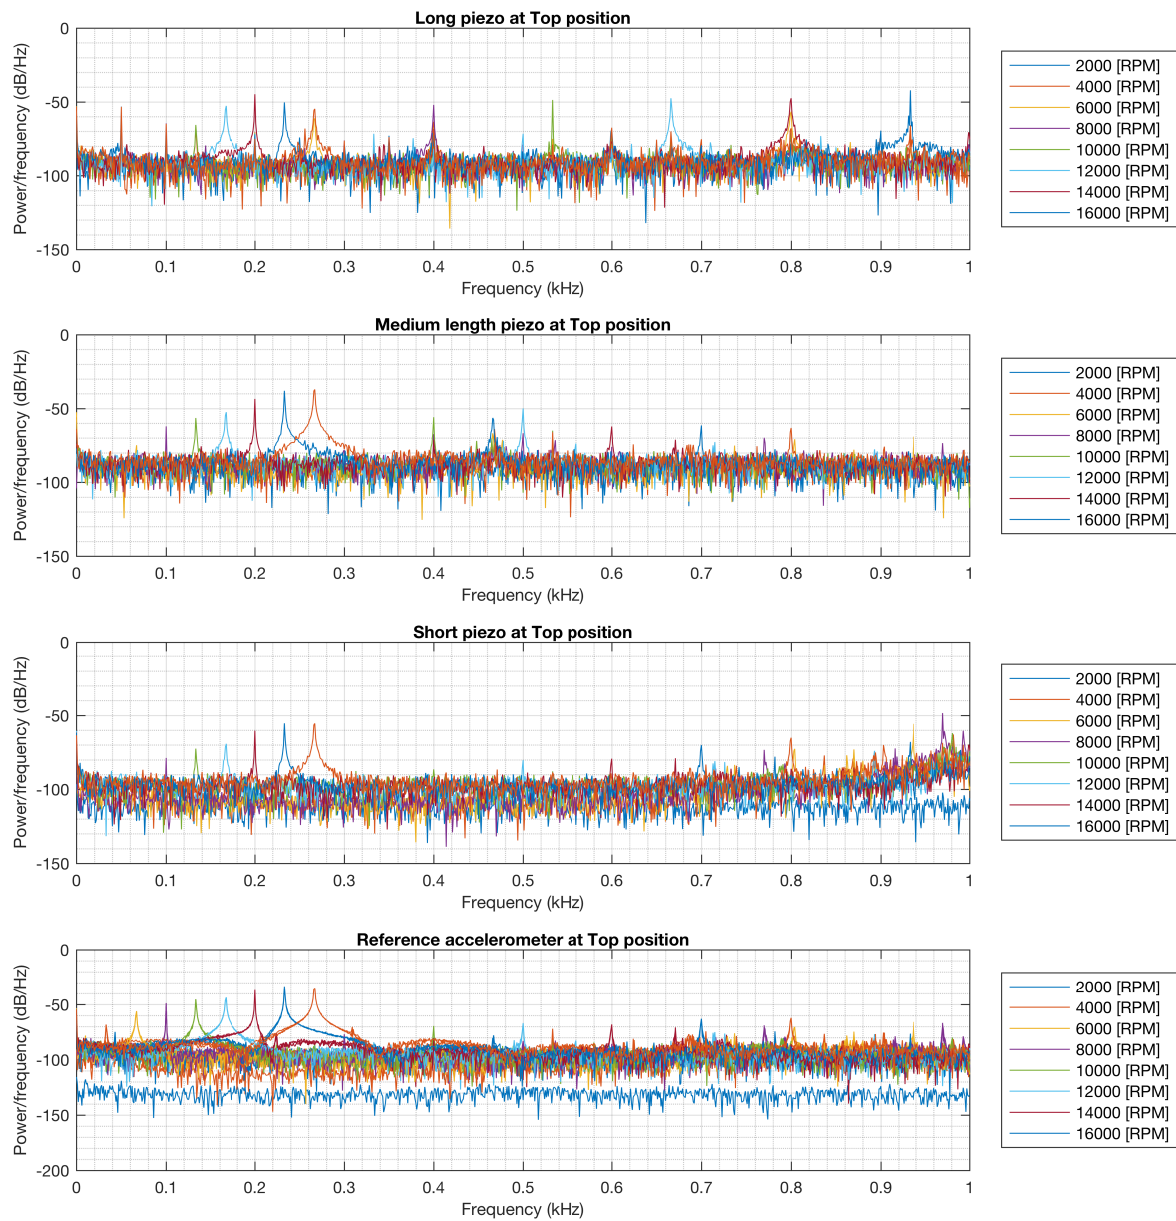 Long piezo at Top position
Power/frequency (dB/Hz)
0
-50
-100
-150
0 0.1 0.2 0.3 0.4 0.5 0.6 0.7 0.8 0.9 1
Frequency (kHz)
2000 [RPM]
4000 [RPM]
6000 [RPM]
8000 [RPM]
10000 [RPM]
12000 [RPM]
14000 [RPM]
16000 [RPM]
Medium length piezo at Top position
Power/frequency (dB/Hz)
0
-50
-100
-150
0 0.1 0.2 0.3 0.4 0.5 0.6 0.7 0.8 0.9 1
Frequency (kHz)
2000 [RPM]
4000 [RPM]
6000 [RPM]
8000 [RPM]
10000 [RPM]
12000 [RPM]
14000 [RPM]
16000 [RPM]
Short piezo at Top position
Power/frequency (dB/Hz)
0
-50
-100
-150
0 0.1 0.2 0.3 0.4 0.5 0.6 0.7 0.8 0.9 1
Frequency (kHz)
2000 [RPM]
4000 [RPM]
6000 [RPM]
8000 [RPM]
10000 [RPM]
12000 [RPM]
14000 [RPM]
16000 [RPM]
Reference accelerometer at Top position
Power/frequency (dB/Hz)
0
-50
-100
-150
-200
0 0.1 0.2 0.3 0.4 0.5 0.6 0.7 0.8 0.9 1
Frequency (kHz)
2000 [RPM]
4000 [RPM]
6000 [RPM]
8000 [RPM]
10000 [RPM]
12000 [RPM]
14000 [RPM]
16000 [RPM]